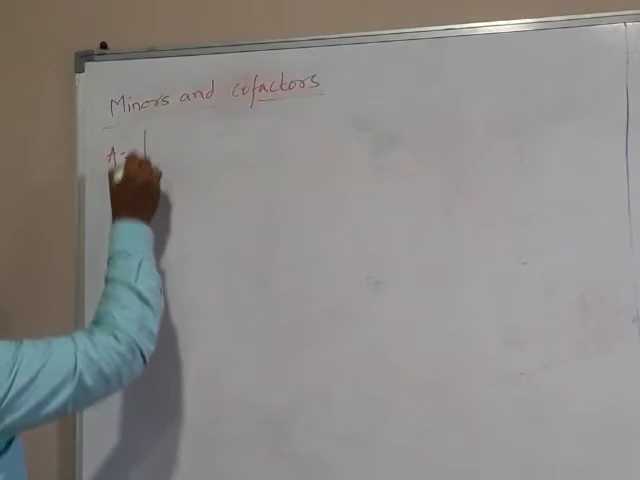 Minors and cofactors
A = |